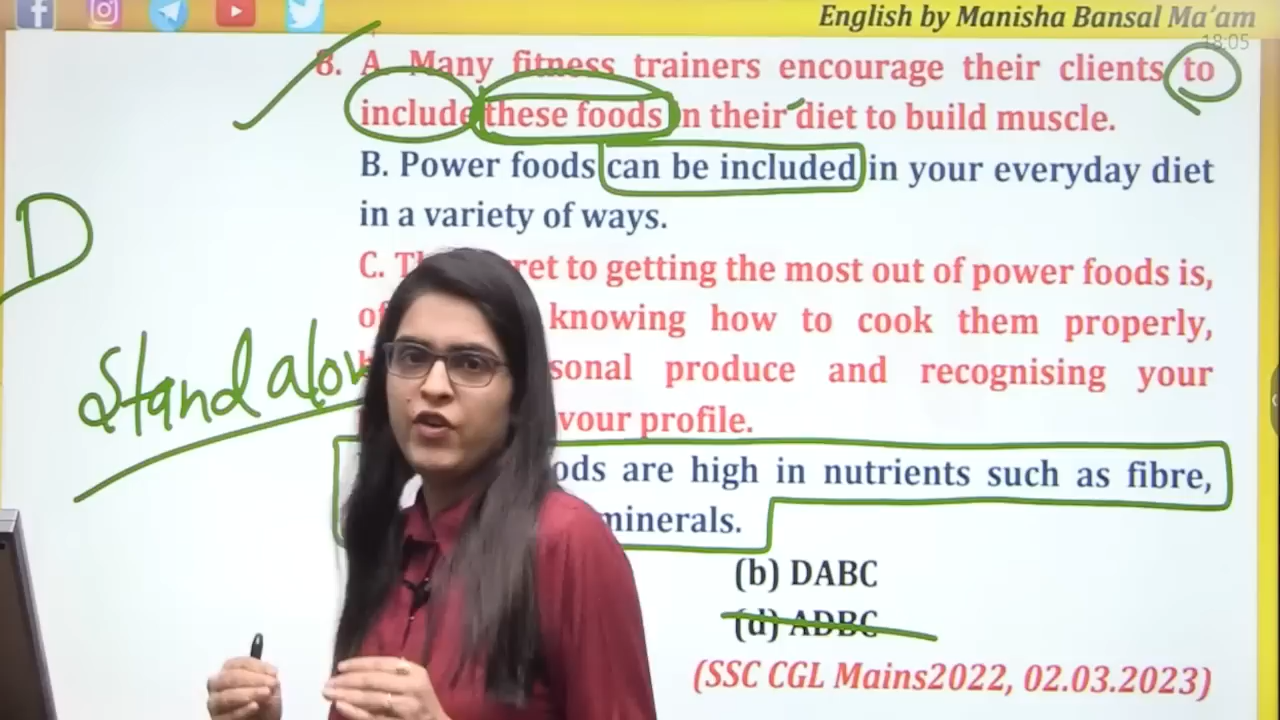 English by Manisha Bansal Ma'am
18:05
8. A. Many fitness trainers encourage their clients to
include these foods in their diet to build muscle.
B. Power foods can be included in your everyday diet
in a variety of ways.
C. ret to getting the most out of power foods is,
knowing how to cook them properly,
sonal produce and recognising your
vour profile.
ods are high in nutrients such as fibre,
minerals.
D
Stand alon
(b) DABC
(d) ADBC
(SSC CGL Mains2022, 02.03.2023)